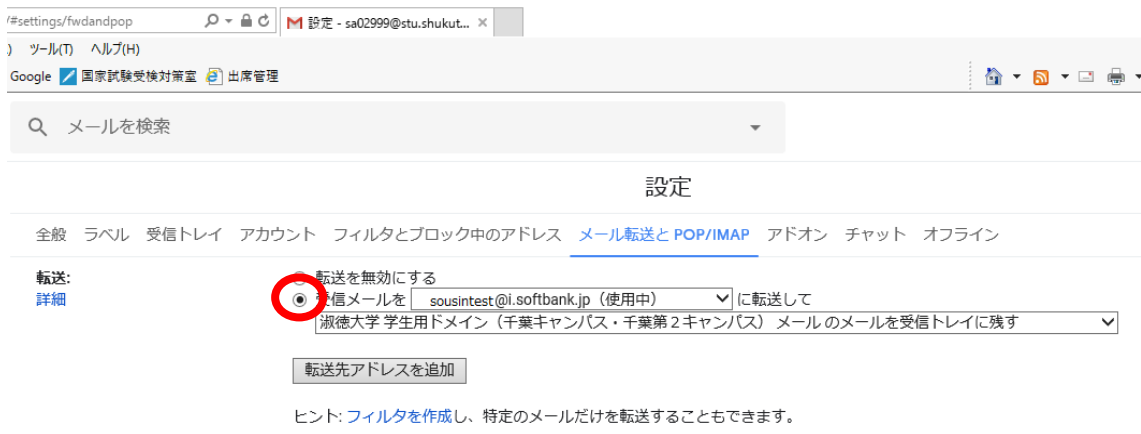 /#settings/fwdandpop
設定 - sa02999@stu.shukut...
ツール(T) ヘルプ(H)
Google 国家試験受検対策室 出席管理
メールを検索
設定
全般 ラベル 受信トレイ アカウント フィルタとブロック中のアドレス メール転送と POP/IMAP アドオン チャット オフライン
転送: 転送を無効にする
詳細 受信メールを sousintest@i.softbank.jp（使用中） に転送して
淑徳大学 学生用ドメイン（千葉キャンパス・千葉第２キャンパス） メール のメールを受信トレイに残す
転送先アドレスを追加
ヒント: フィルタを作成し、特定のメールだけを転送することもできます。